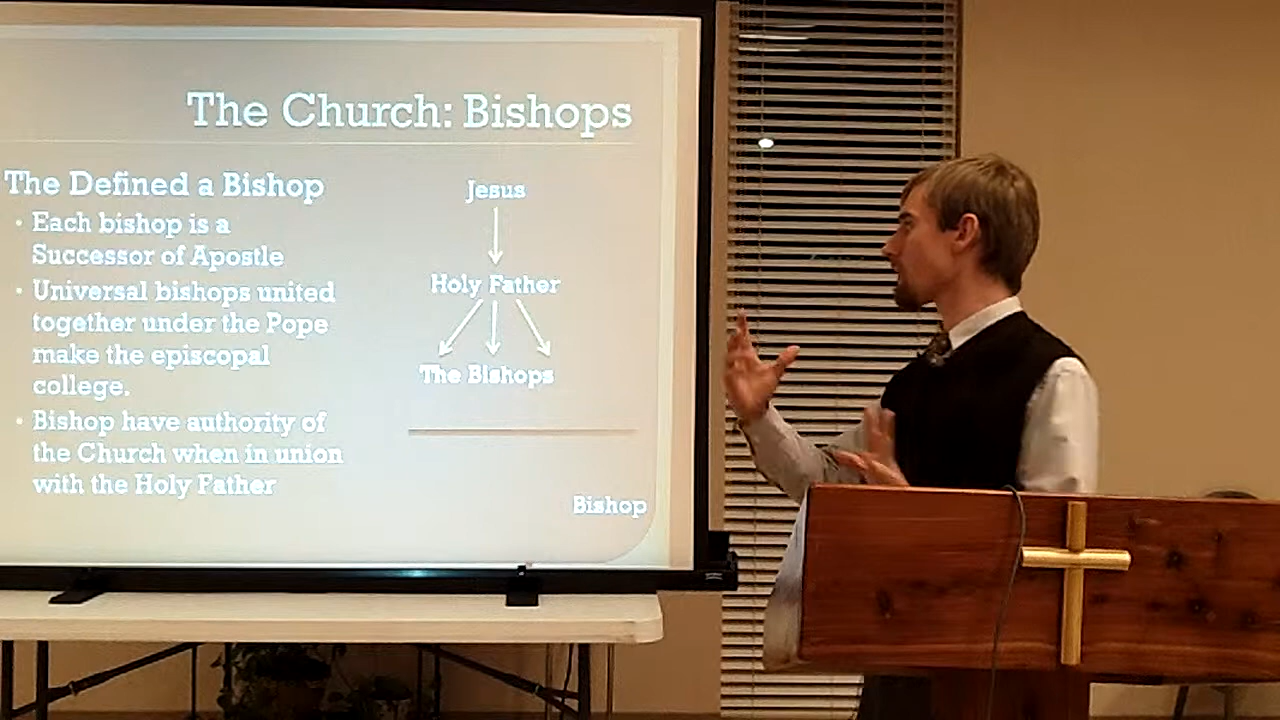 The Church: Bishops
The Defined a Bishop
• Each bishop is a
Successor of Apostle
• Universal bishops united
together under the Pope
make the episcopal
college.
• Bishop have authority of
the Church when in union
with the Holy Father
Jesus
Holy Father
The Bishops
Bishop